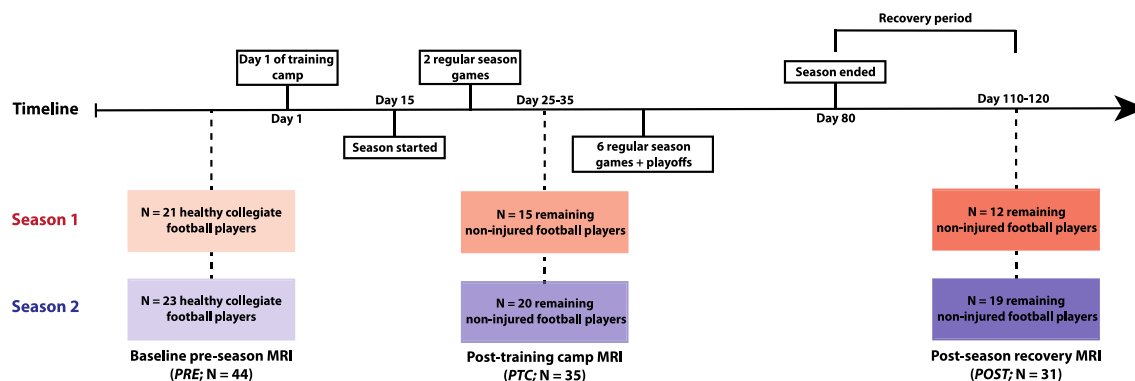 Recovery period
Day 1 of training
camp
2 regular season
games
Season ended
Timeline
Day 15
Day 25-35
Day 110-120
Day 1
Day 80
Season started
6 regular season
games + playoffs
Season 1
N = 21 healthy collegiate
football players
N = 15 remaining
non-injured football players
N = 12 remaining
non-injured football players
Season 2
N = 23 healthy collegiate
football players
N = 20 remaining
non-injured football players
N = 19 remaining
non-injured football players
Baseline pre-season MRI
(PRE; N = 44)
Post-training camp MRI
(PTC; N = 35)
Post-season recovery MRI
(POST; N = 31)